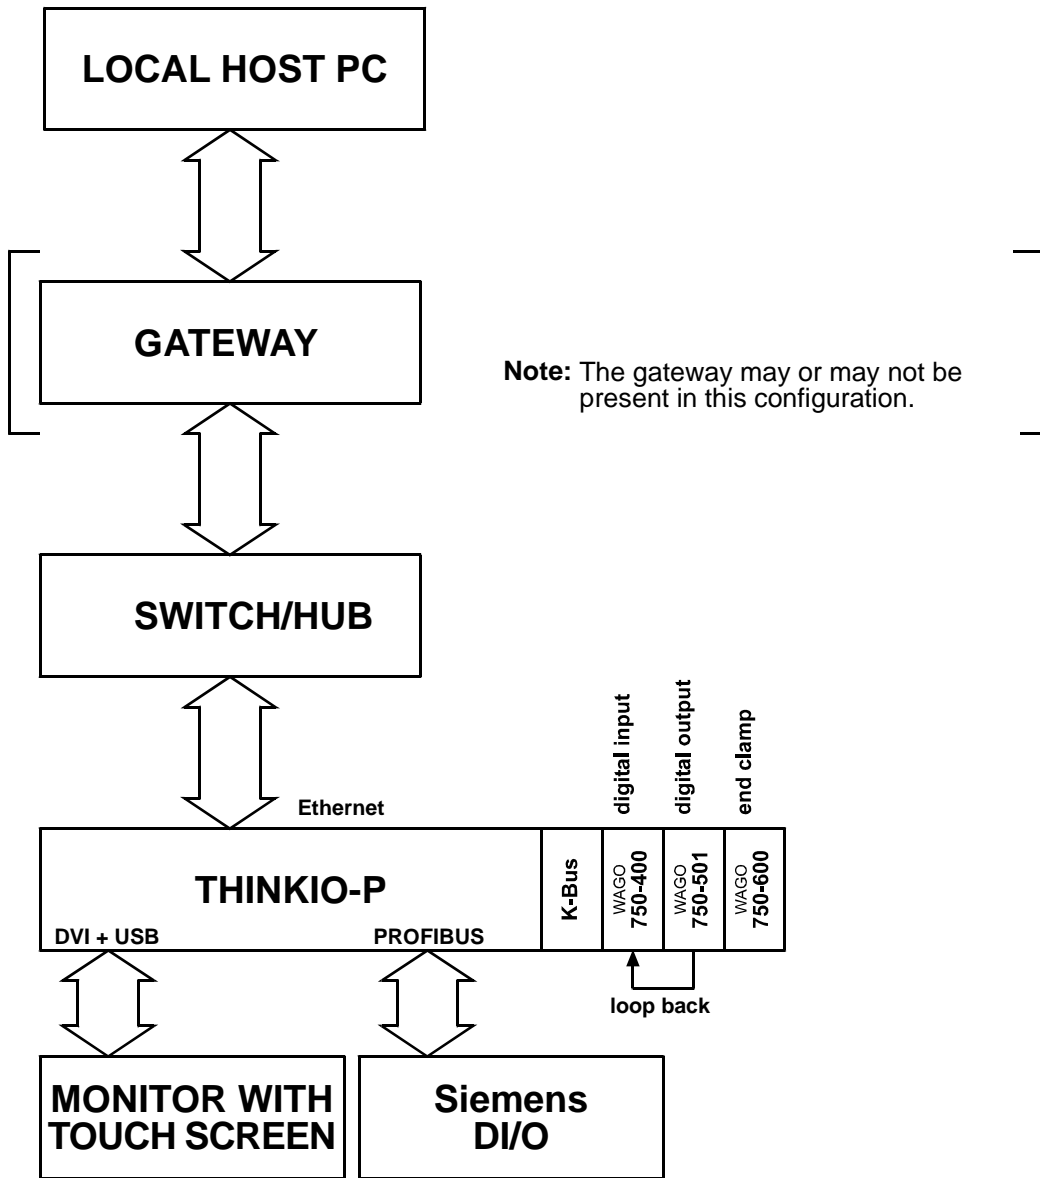 LOCAL HOST PC
GATEWAY
Note: The gateway may or may not be
present in this configuration.
SWITCH/HUB
digital input
digital output
end clamp
Ethernet
THINKIO-P
K-Bus
WAGO
750-400
WAGO
750-501
WAGO
750-600
DVI + USB
PROFIBUS
loop back
MONITOR WITH
TOUCH SCREEN
Siemens
DI/O